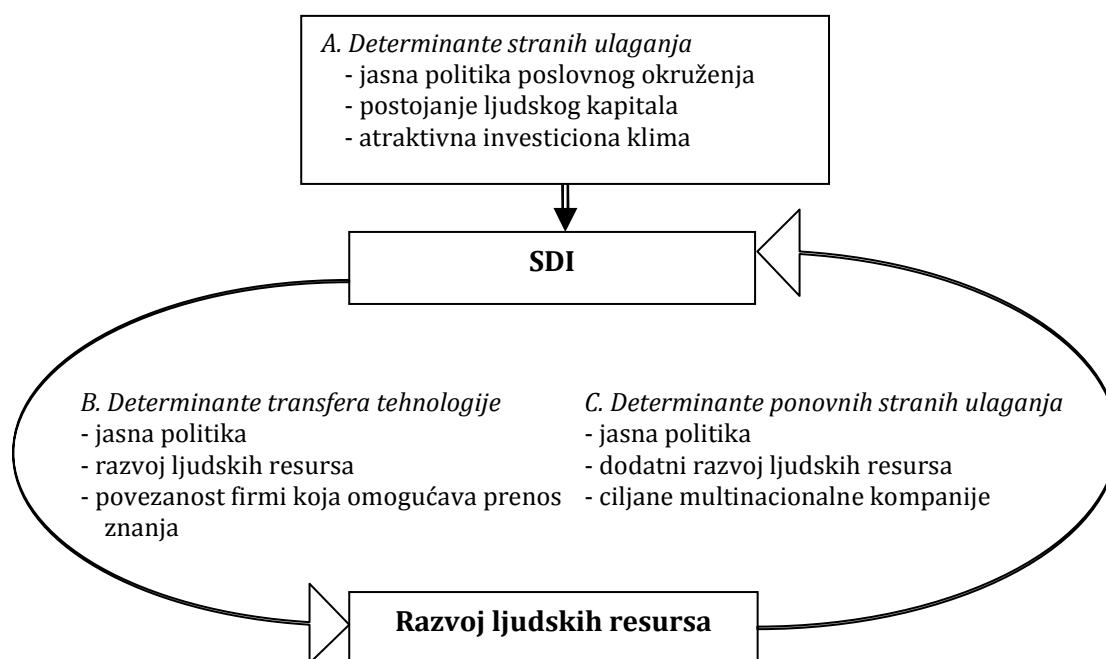 A. Determinante stranih ulaganja
- jasna politika poslovnog okruženja
- postojanje ljudskog kapitala
- atraktivna investiciona klima
SDI
B. Determinante transfera tehnologije
- jasna politika
- razvoj ljudskih resursa
- povezanost firmi koja omogućava prenos
znanja
C. Determinante ponovnih stranih ulaganja
- jasna politika
- dodatni razvoj ljudskih resursa
- ciljane multinacionalne kompanije
Razvoj ljudskih resursa